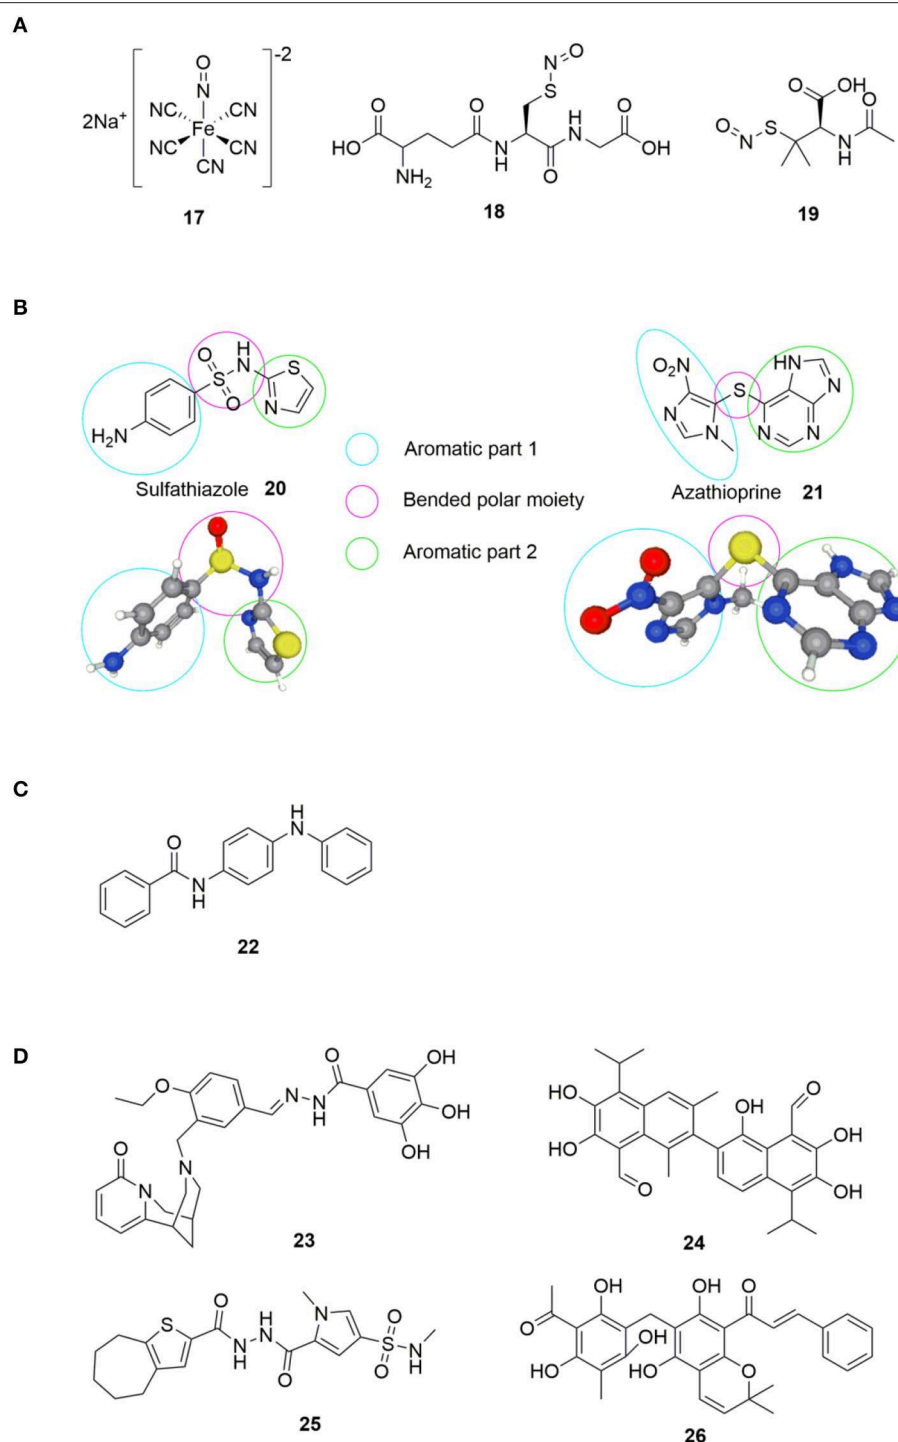 A
2Na+
-2
O
N
NC
CN
Fe
NC
CN
CN
17
O
HO
NH2
O
N
H
S
N
O
O
H
N
O
OH
18
O
N
S
O
OH
N
H
O
19
B
H2N
O
S
O
H
N
S
N
Sulfathiazole 20
Aromatic part 1
Bended polar moiety
Aromatic part 2
O2N
N
N
S
HN
N
N
N
Azathioprine 21
C
O
N
H
H
N
22
D
O
N
N
H
O
OH
OH
OH
O
N
N
23
HO
HO
O
OH
O
OH
OH
24
S
O
N
H
H
N
O
N
O
S
O
N
H
25
O
OH
HO
OH
OH
HO
O
O
26